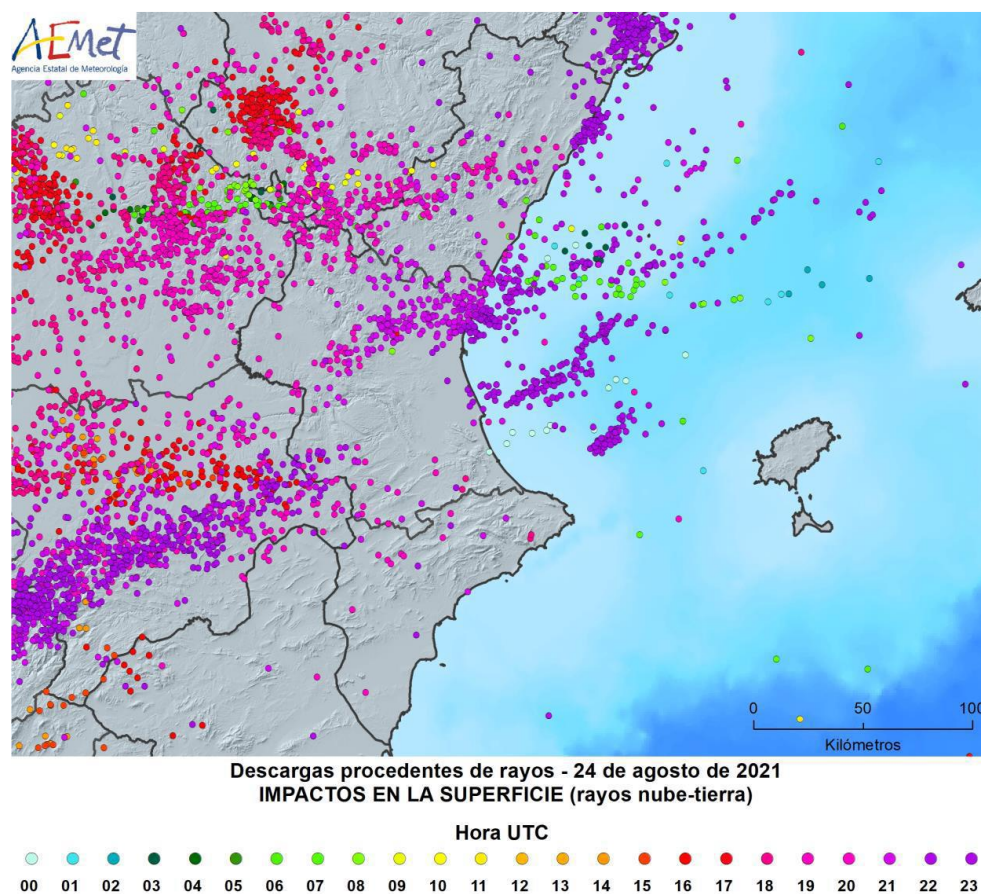 AEMet
Agencia Estatal de Meteorología
0 50 100
Kilómetros
Descargas procedentes de rayos - 24 de agosto de 2021
IMPACTOS EN LA SUPERFICIE (rayos nube-tierra)
Hora UTC
00 01 02 03 04 05 06 07 08 09 10 11 12 13 14 15 16 17 18 19 20 21 22 23